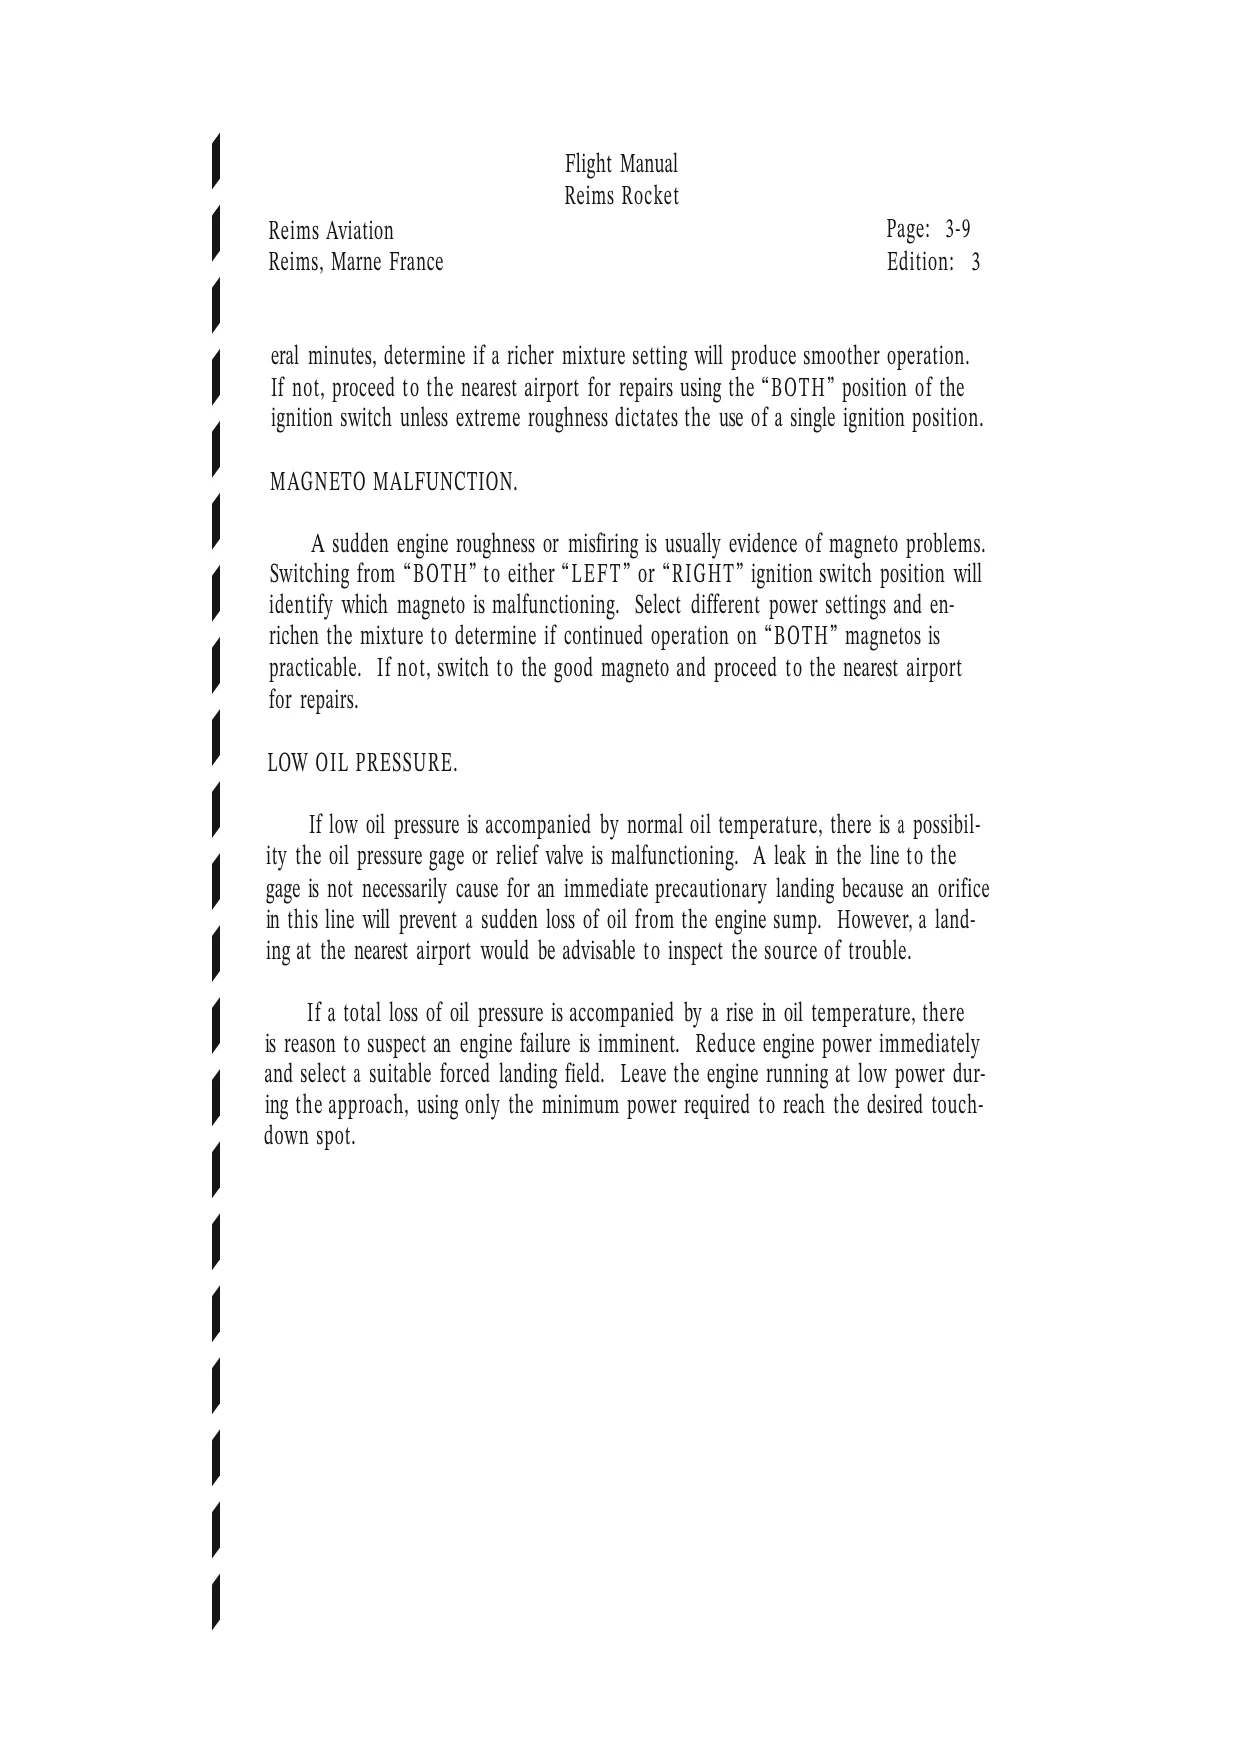 Flight Manual
Reims Rocket
Reims Aviation
Reims, Marne France
Page: 3-9
Edition: 3
eral minutes, determine if a richer mixture setting will produce smoother operation.
If not, proceed to the nearest airport for repairs using the “BOTH” position of the
ignition switch unless extreme roughness dictates the use of a single ignition position.
MAGNETO MALFUNCTION.
A sudden engine roughness or misfiring is usually evidence of magneto problems.
Switching from “BOTH” to either “LEFT” or “RIGHT” ignition switch position will
identify which magneto is malfunctioning. Select different power settings and en-
richen the mixture to determine if continued operation on “BOTH” magnetos is
practicable. If not, switch to the good magneto and proceed to the nearest airport
for repairs.
LOW OIL PRESSURE.
If low oil pressure is accompanied by normal oil temperature, there is a possibil-
ity the oil pressure gage or relief valve is malfunctioning. A leak in the line to the
gage is not necessarily cause for an immediate precautionary landing because an orifice
in this line will prevent a sudden loss of oil from the engine sump. However, a land-
ing at the nearest airport would be advisable to inspect the source of trouble.
If a total loss of oil pressure is accompanied by a rise in oil temperature, there
is reason to suspect an engine failure is imminent. Reduce engine power immediately
and select a suitable forced landing field. Leave the engine running at low power dur-
ing the approach, using only the minimum power required to reach the desired touch-
down spot.